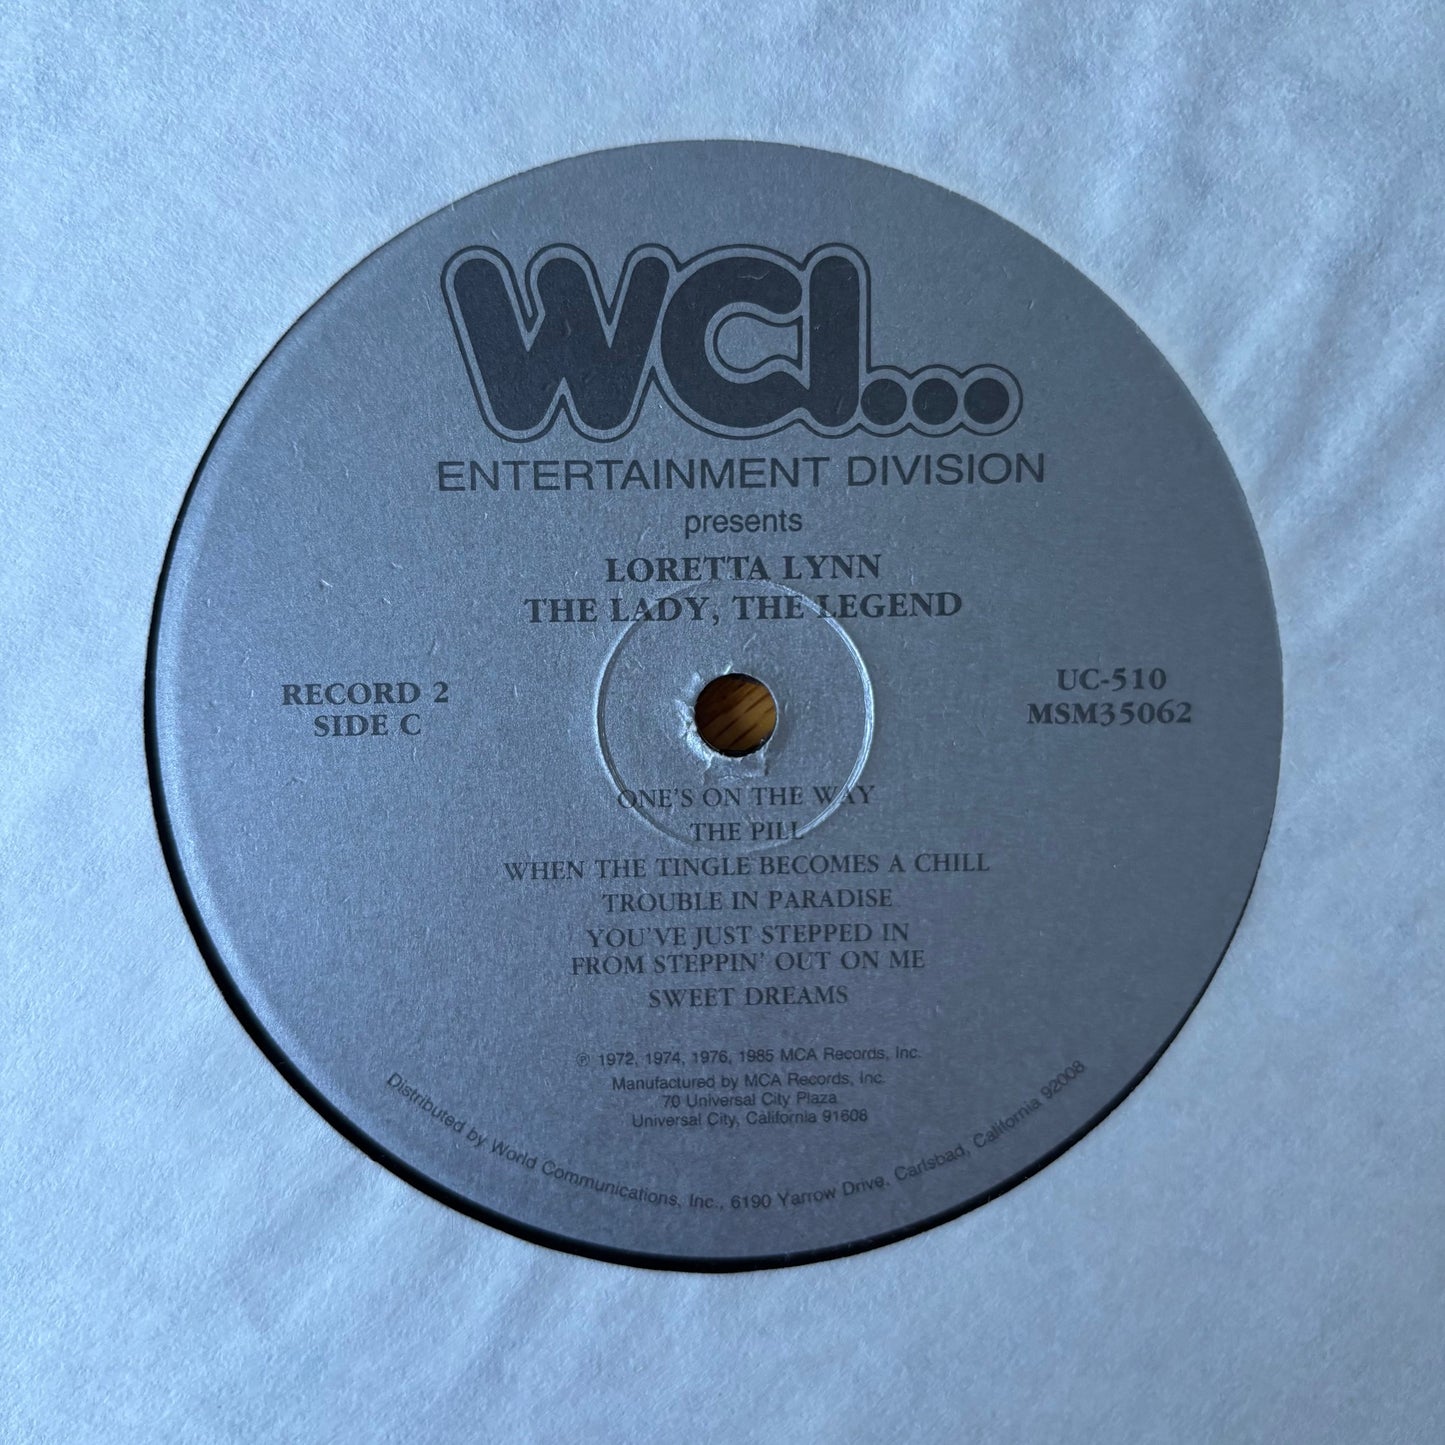 WCI...
ENTERTAINMENT DIVISION
presents
LORETTA LYNN
THE LADY, THE LEGEND
RECORD 2
SIDE C
UC-510
MSM35062
ONE'S ON THE WAY
THE PILL
WHEN THE TINGLE BECOMES A CHILL
TROUBLE IN PARADISE
YOU'VE JUST STEPPED IN
FROM STEPPIN' OUT ON ME
SWEET DREAMS
℗ 1972, 1974, 1976, 1985 MCA Records, Inc.
Manufactured by MCA Records, Inc.
70 Universal City Plaza
Universal City, California 91608
Distributed by World Communications, Inc., 6190 Yarrow Drive, Carlsbad, California 92008